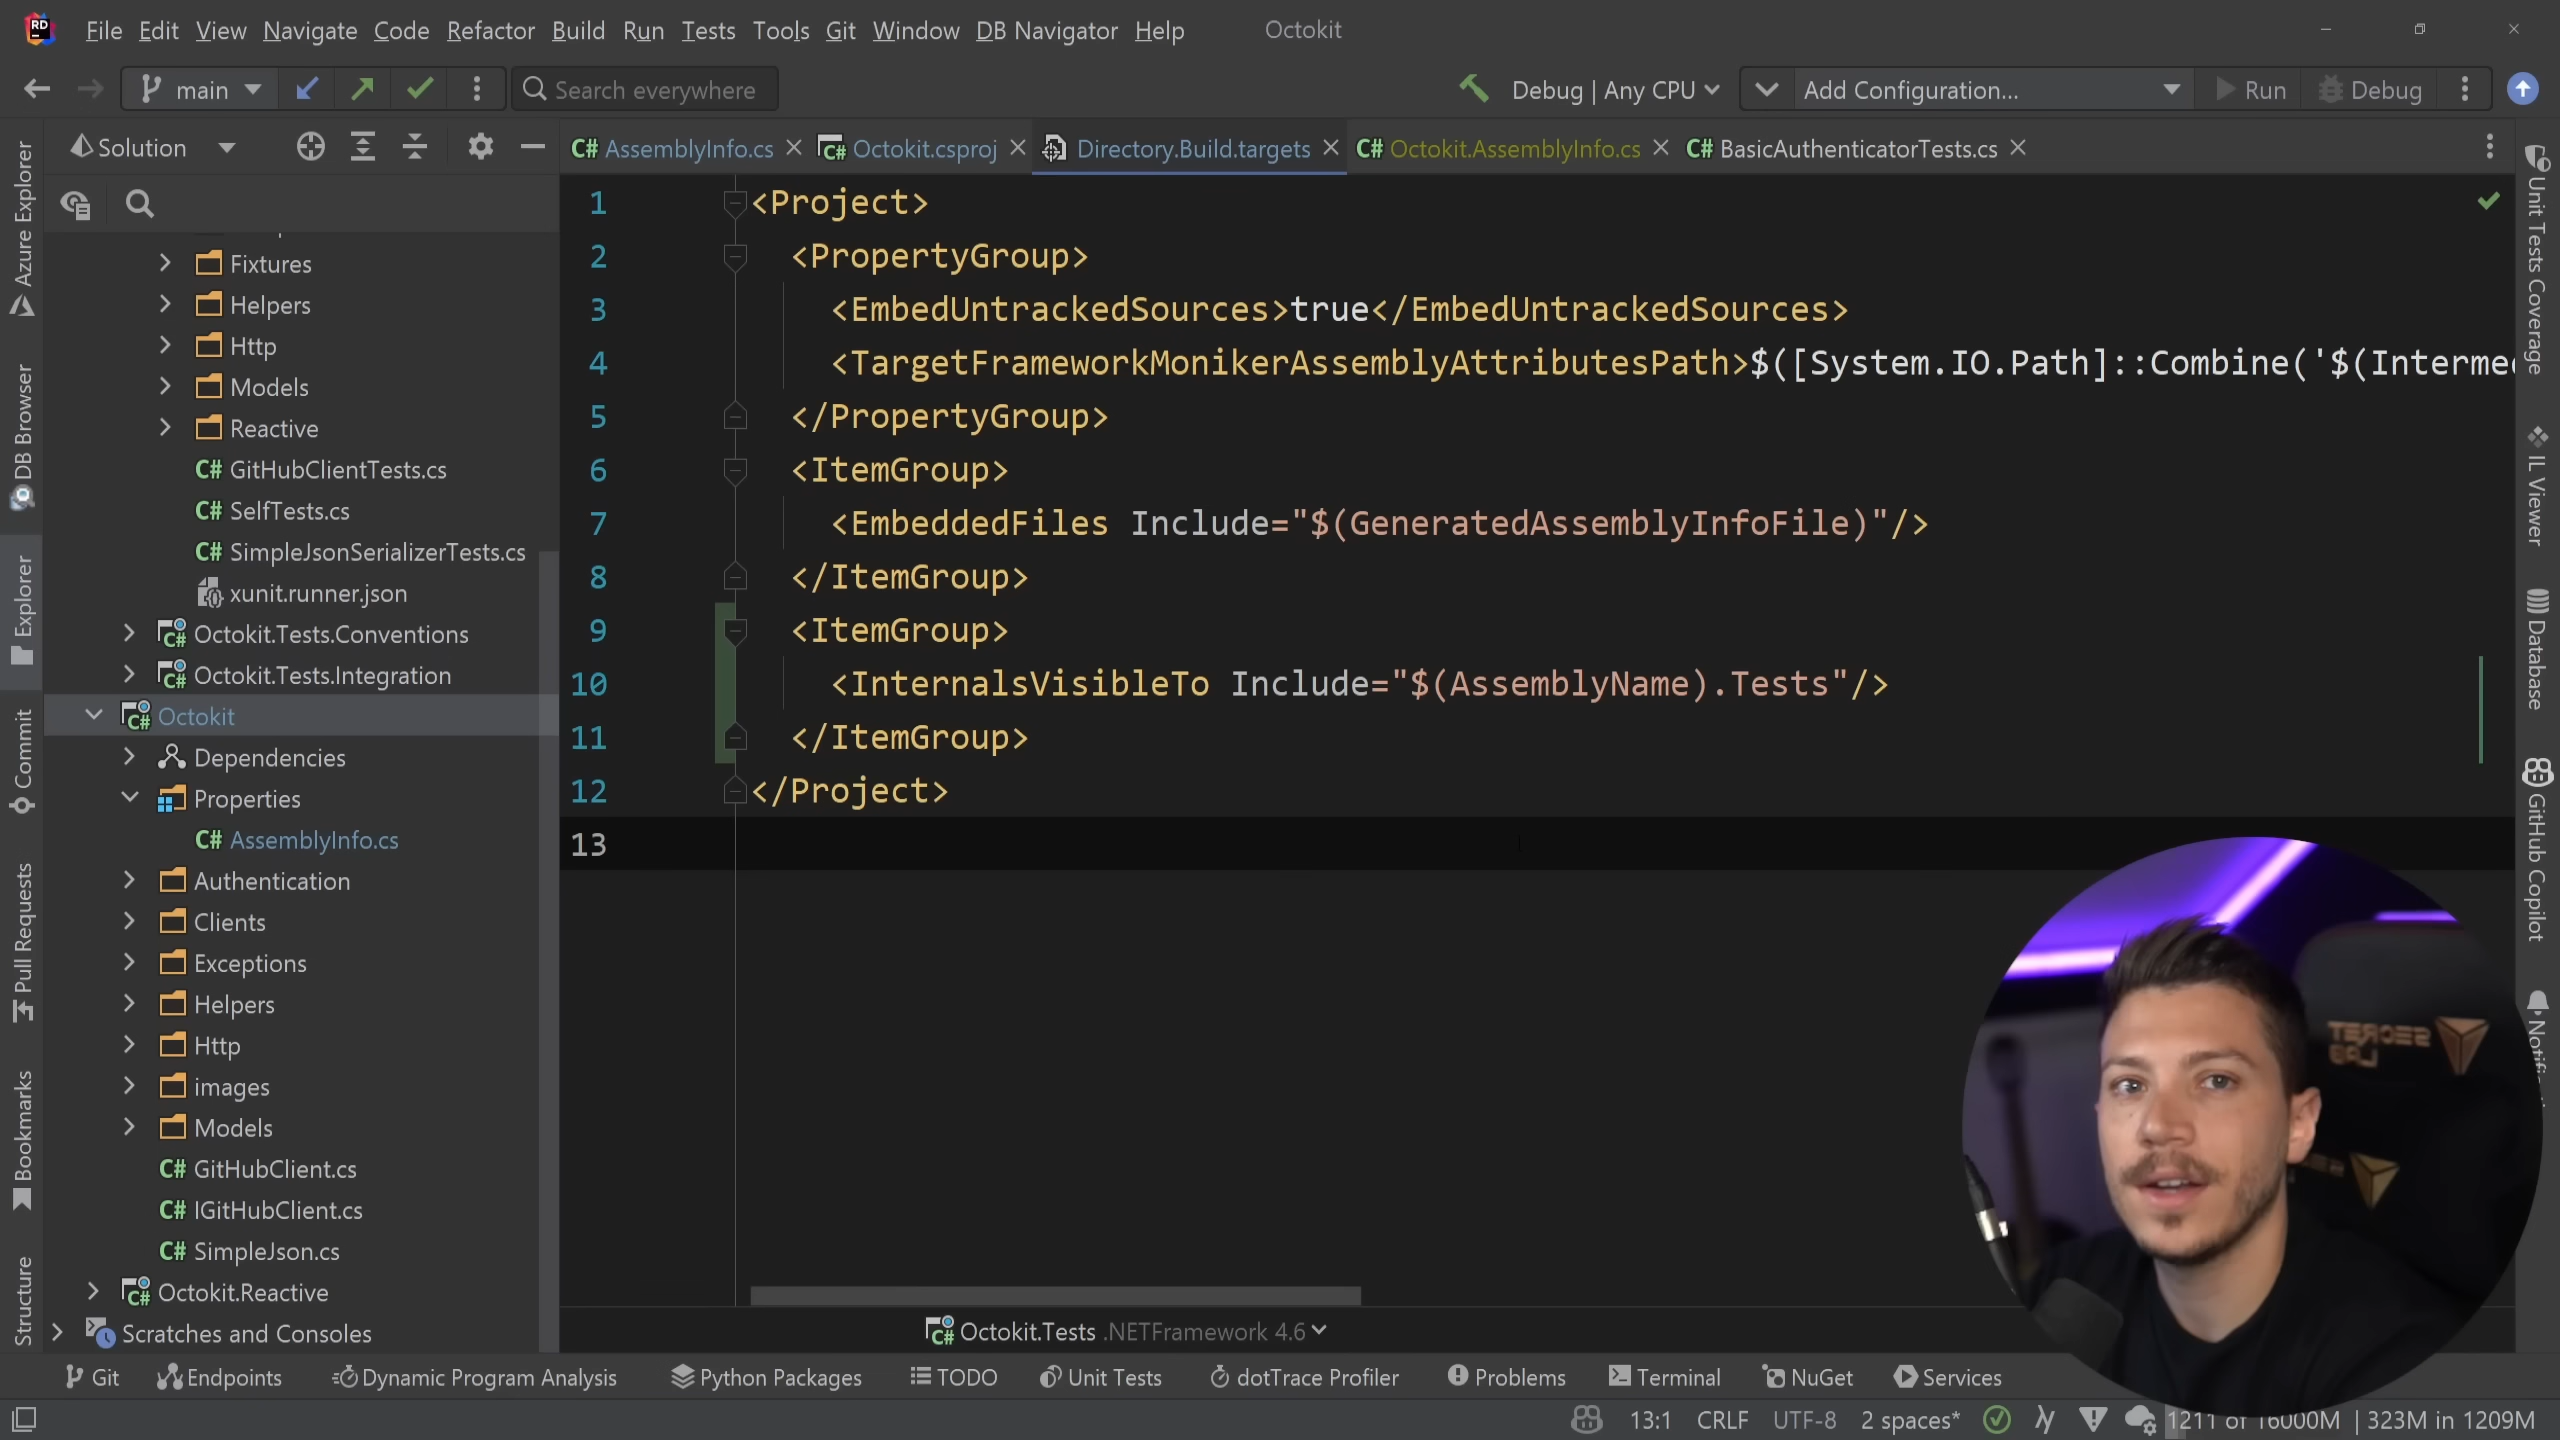 RD
File Edit View Navigate Code Refactor Build Run Tests Tools Git Window DB Navigator Help
Octokit
main
Search everywhere
Debug | Any CPU
Add Configuration...
Run
Debug
Solution
C# AssemblyInfo.cs
C# Octokit.csproj
Directory.Build.targets
C# Octokit.AssemblyInfo.cs
C# BasicAuthenticatorTests.cs
Azure Explorer
DB Browser
Explorer
Commit
Pull Requests
Bookmarks
Structure
Fixtures
Helpers
Http
Models
Reactive
C# GitHubClientTests.cs
C# SelfTests.cs
C# SimpleJsonSerializerTests.cs
xunit.runner.json
C# Octokit.Tests.Conventions
C# Octokit.Tests.Integration
C# Octokit
Dependencies
Properties
C# AssemblyInfo.cs
Authentication
Clients
Exceptions
Helpers
Http
images
Models
C# GitHubClient.cs
C# IGitHubClient.cs
C# SimpleJson.cs
C# Octokit.Reactive
Scratches and Consoles
1 <Project>
2 <PropertyGroup>
3 <EmbedUntrackedSources>true</EmbedUntrackedSources>
4 <TargetFrameworkMonikerAssemblyAttributesPath>$([System.IO.Path]::Combine('$(Interme
5 </PropertyGroup>
6 <ItemGroup>
7 <EmbeddedFiles Include="$(GeneratedAssemblyInfoFile)"/>
8 </ItemGroup>
9 <ItemGroup>
10 <InternalsVisibleTo Include="$(AssemblyName).Tests"/>
11 </ItemGroup>
12 </Project>
13
C# Octokit.Tests .NETFramework 4.6
Unit Tests Coverage
IL Viewer
Database
GitHub Copilot
SECRET
LAB
Git
Endpoints
Dynamic Program Analysis
Python Packages
TODO
Unit Tests
dotTrace Profiler
Problems
Terminal
NuGet
Services
13:1 CRLF UTF-8 2 spaces*
1211 of 16000M | 323M in 1209M